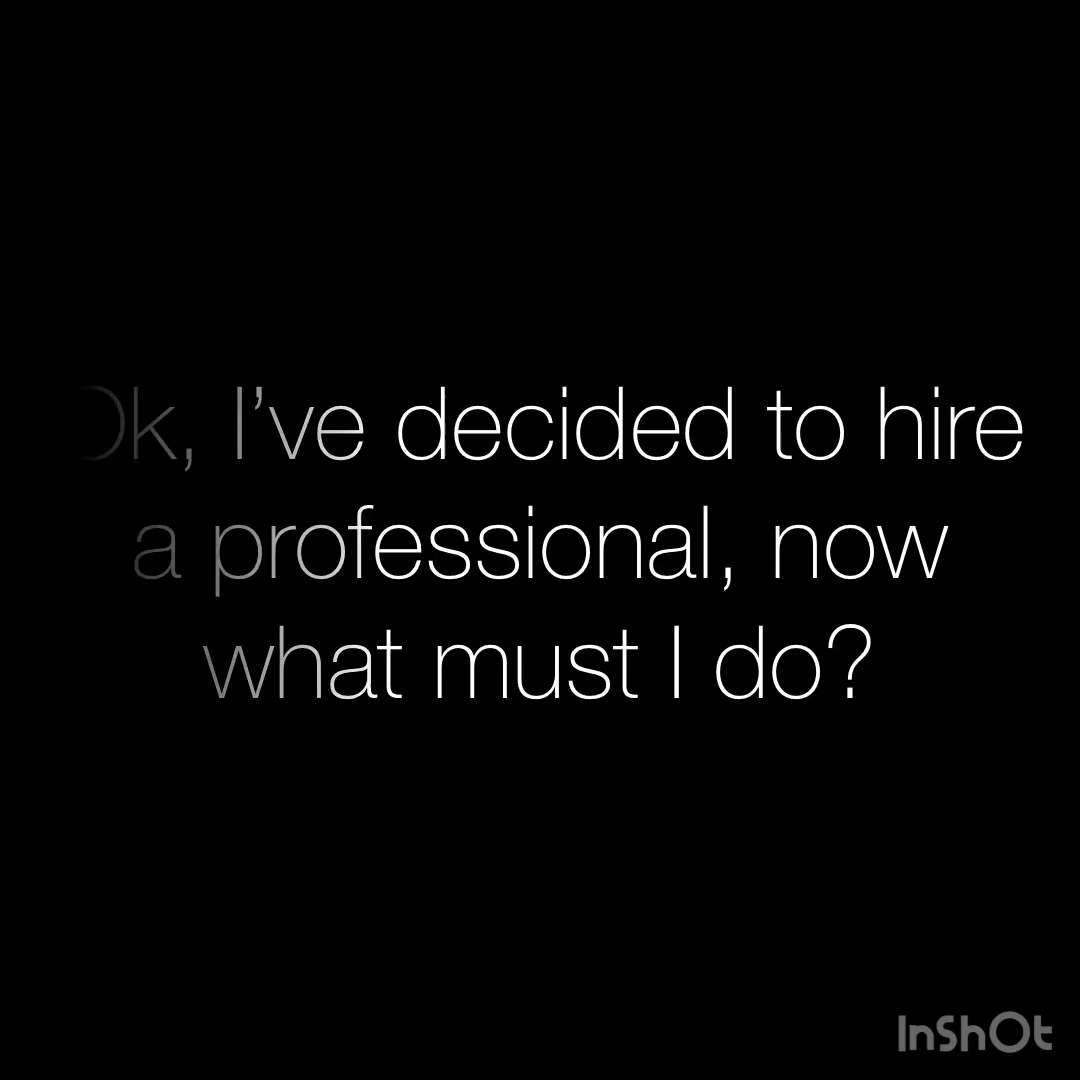 Ok, I’ve decided to hire
a professional, now
what must I do?
InShOt